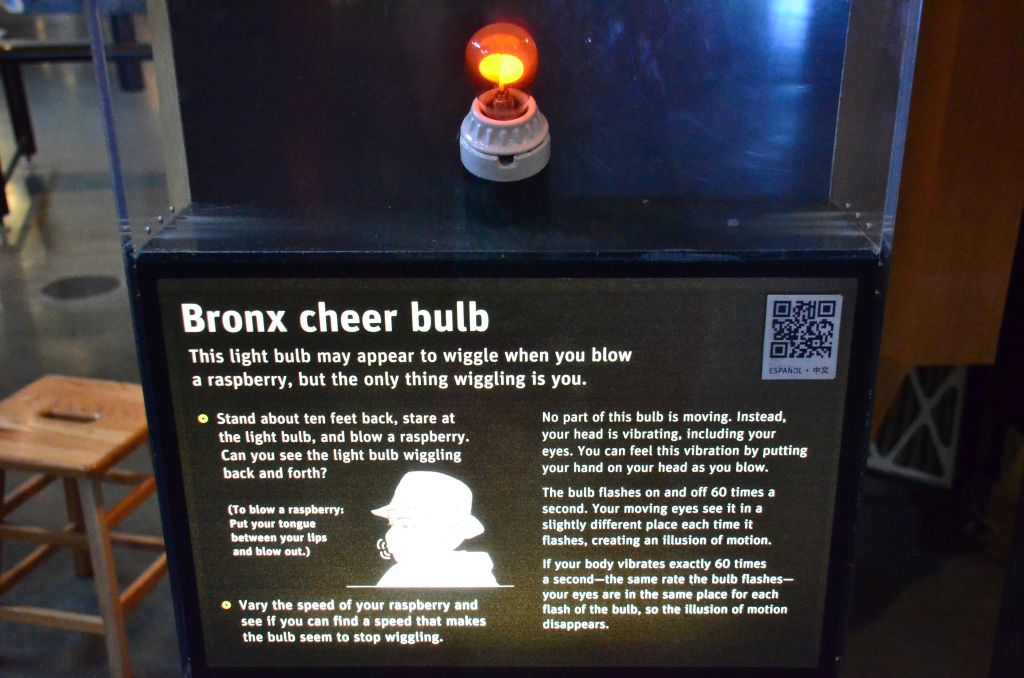 Bronx cheer bulb
This light bulb may appear to wiggle when you blow
a raspberry, but the only thing wiggling is you.
Stand about ten feet back, stare at
the light bulb, and blow a raspberry.
Can you see the light bulb wiggling
back and forth?
(To blow a raspberry:
Put your tongue
between your lips
and blow out.)
Vary the speed of your raspberry and
see if you can find a speed that makes
the bulb seem to stop wiggling.
ESPAÑOL • 中文
No part of this bulb is moving. Instead,
your head is vibrating, including your
eyes. You can feel this vibration by putting
your hand on your head as you blow.
The bulb flashes on and off 60 times a
second. Your moving eyes see it in a
slightly different place each time it
flashes, creating an illusion of motion.
If your body vibrates exactly 60 times
a second—the same rate the bulb flashes—
your eyes are in the same place for each
flash of the bulb, so the illusion of motion
disappears.